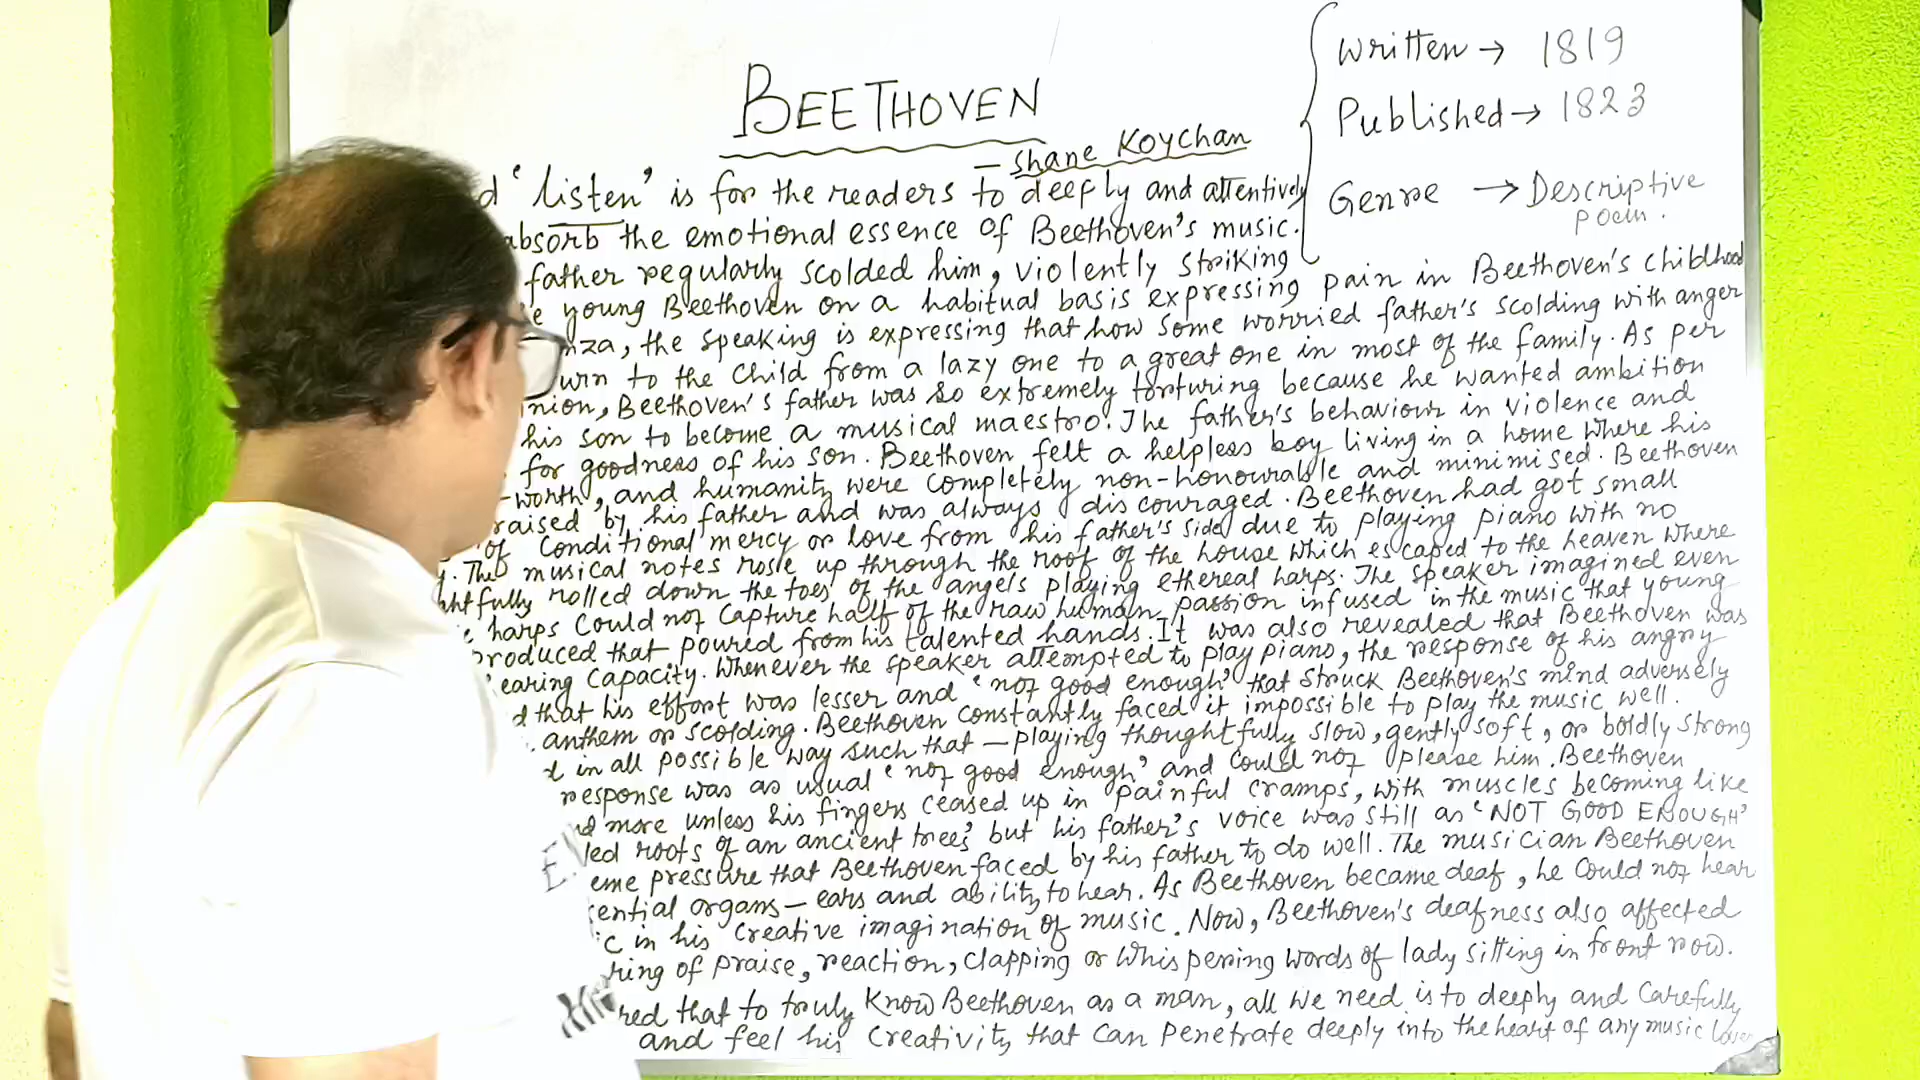 BEETHOVEN
- Shane Koychan
Written → 1819
Published → 1823
Genre → Descriptive
poem.
'listen' is for the readers to deeply and attentively
absorb the emotional essence of Beethoven's music.
father regularly scolded him, violently striking
young Beethoven on a habitual basis expressing pain in Beethoven's childhood
the speaking is expressing that how some worried father's scolding with anger
to the child from a lazy one to a great one in most of the family. As per
Beethoven's father was so extremely torturing because he wanted ambition
his son to become a musical maestro. The father's behaviour in violence and
for goodness of his son. Beethoven felt a helpless boy living in a home where his
-worth, and humanity were completely non-honourable and minimised. Beethoven
raised by his father and was always discouraged. Beethoven had got small
of conditional mercy or love from his father's side due to playing piano with no
The musical notes rose up through the roof of the house which escaped to the heaven where
rolled down the toes of the angels playing ethereal harps. The speaker imagined even
harps could not capture half of the raw human passion infused in the music that young
produced that poured from his talented hands. It was also revealed that Beethoven was
earing capacity. Whenever the speaker attempted to play piano, the response of his angry
that his effort was lesser and 'not good enough' that struck Beethoven's mind adversely
anthem or scolding. Beethoven constantly faced it impossible to play the music well.
in all possible way such that - playing thoughtfully slow, gently soft, or boldly strong
response was as usual 'not good enough' and could not please him. Beethoven
more unless his fingers ceased up in painful cramps, with muscles becoming like
roots of an ancient tree' but his father's voice was still as 'NOT GOOD ENOUGH'
eme pressure that Beethoven faced by his father to do well. The musician Beethoven
ential organs - ears and ability to hear. As Beethoven became deaf, he could not hear
in his creative imagination of music. Now, Beethoven's deafness also affected
ring of praise, reaction, clapping or whispering words of lady sitting in front row.
red that to truly know Beethoven as a man, all we need is to deeply and carefully
and feel his creativity that can penetrate deeply into the heart of any music lover